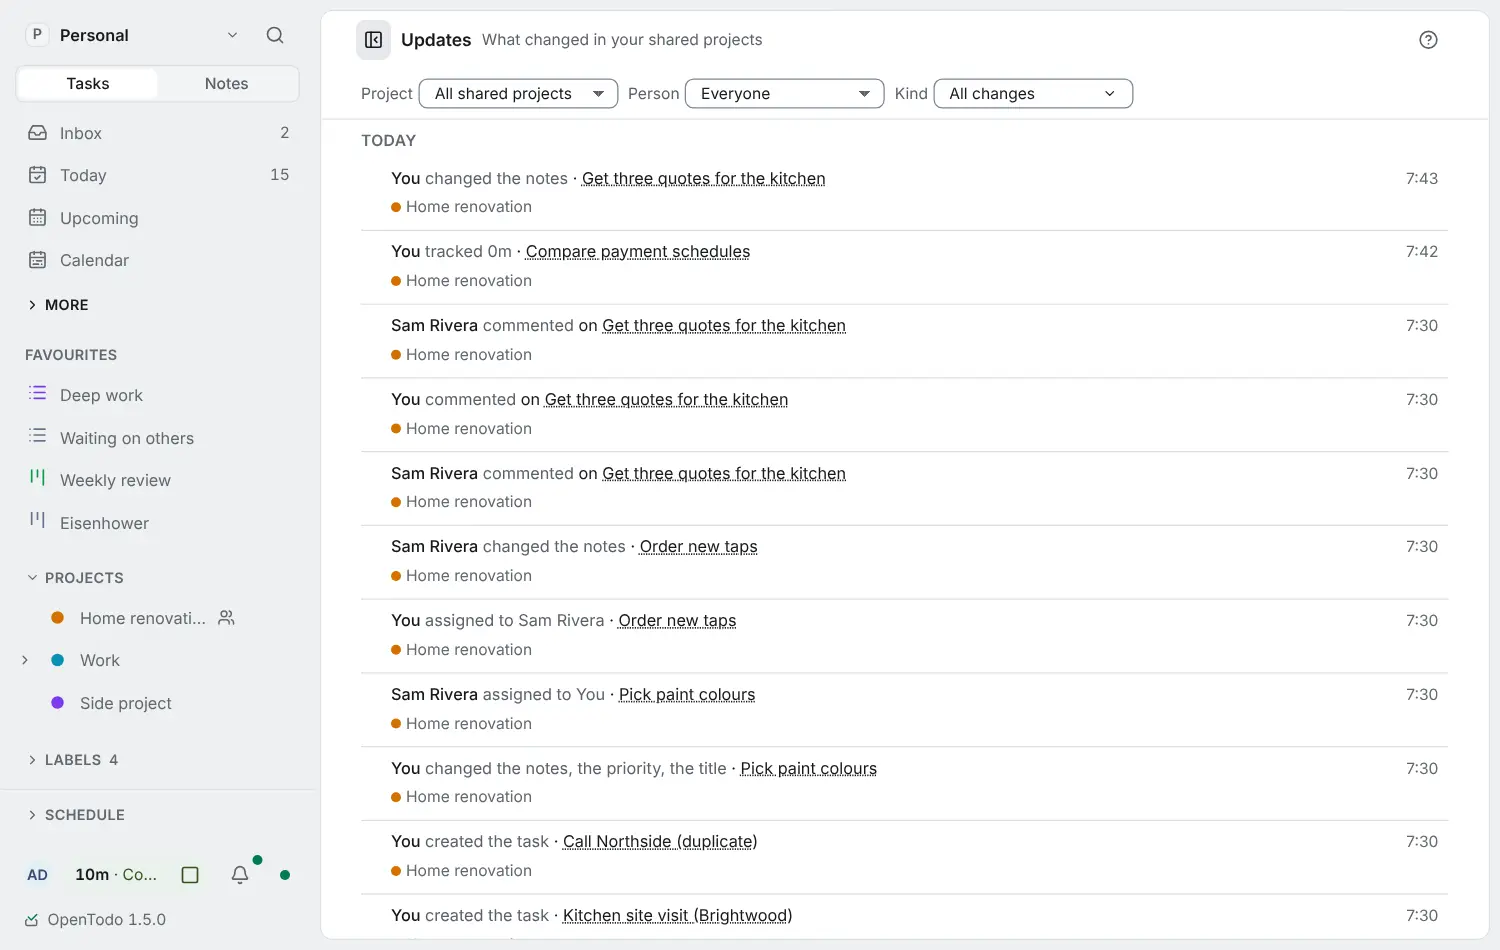 P Personal
Tasks Notes
Inbox 2
Today 15
Upcoming
Calendar
MORE
FAVOURITES
Deep work
Waiting on others
Weekly review
Eisenhower
PROJECTS
Home renovati...
Work
Side project
LABELS 4
SCHEDULE
AD 10m · Co...
OpenTodo 1.5.0
Updates What changed in your shared projects
Project All shared projects Person Everyone Kind All changes
TODAY
You changed the notes · Get three quotes for the kitchen 7:43
Home renovation
You tracked 0m · Compare payment schedules 7:42
Home renovation
Sam Rivera commented on Get three quotes for the kitchen 7:30
Home renovation
You commented on Get three quotes for the kitchen 7:30
Home renovation
Sam Rivera commented on Get three quotes for the kitchen 7:30
Home renovation
Sam Rivera changed the notes · Order new taps 7:30
Home renovation
You assigned to Sam Rivera · Order new taps 7:30
Home renovation
Sam Rivera assigned to You · Pick paint colours 7:30
Home renovation
You changed the notes, the priority, the title · Pick paint colours 7:30
Home renovation
You created the task · Call Northside (duplicate) 7:30
Home renovation
You created the task · Kitchen site visit (Brightwood) 7:30